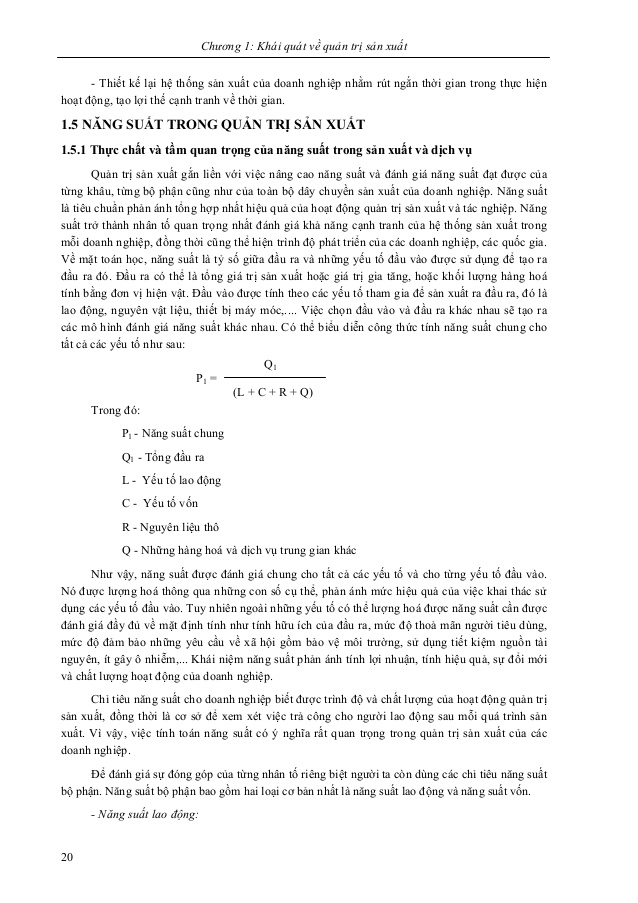 Chương 1: Khái quát về quản trị sản xuất
- Thiết kế lại hệ thống sản xuất của doanh nghiệp nhằm rút ngắn thời gian trong thực hiện
hoạt động, tạo lợi thế cạnh tranh về thời gian.
1.5 NĂNG SUẤT TRONG QUẢN TRỊ SẢN XUẤT
1.5.1 Thực chất và tầm quan trọng của năng suất trong sản xuất và dịch vụ
Quản trị sản xuất gắn liền với việc nâng cao năng suất và đánh giá năng suất đạt được của
từng khâu, từng bộ phận cũng như của toàn bộ dây chuyền sản xuất của doanh nghiệp. Năng suất
là tiêu chuẩn phản ánh tổng hợp nhất hiệu quả của hoạt động quản trị sản xuất và tác nghiệp. Năng
suất trở thành nhân tố quan trọng nhất đánh giá khả năng cạnh tranh của hệ thống sản xuất trong
mỗi doanh nghiệp, đồng thời cũng thể hiện trình độ phát triển của các doanh nghiệp, các quốc gia.
Về mặt toán học, năng suất là tỷ số giữa đầu ra và những yếu tố đầu vào được sử dụng để tạo ra
đầu ra đó. Đầu ra có thể là tổng giá trị sản xuất hoặc giá trị gia tăng, hoặc khối lượng hàng hoá
tính bằng đơn vị hiện vật. Đầu vào được tính theo các yếu tố tham gia để sản xuất ra đầu ra, đó là
lao động, nguyên vật liệu, thiết bị máy móc,.... Việc chọn đầu vào và đầu ra khác nhau sẽ tạo ra
các mô hình đánh giá năng suất khác nhau. Có thể biểu diễn công thức tính năng suất chung cho
tất cả các yếu tố như sau:
Q₁
P₁ =
(L + C + R + Q)
Trong đó:
P₁ - Năng suất chung
Q₁ - Tổng đầu ra
L - Yếu tố lao động
C - Yếu tố vốn
R - Nguyên liệu thô
Q - Những hàng hoá và dịch vụ trung gian khác
Như vậy, năng suất được đánh giá chung cho tất cả các yếu tố và cho từng yếu tố đầu vào.
Nó được lượng hoá thông qua những con số cụ thể, phản ánh mức hiệu quả của việc khai thác sử
dụng các yếu tố đầu vào. Tuy nhiên ngoài những yếu tố có thể lượng hoá được năng suất cần được
đánh giá đầy đủ về mặt định tính như tính hữu ích của đầu ra, mức độ thoả mãn người tiêu dùng,
mức độ đảm bảo những yêu cầu về xã hội gồm bảo vệ môi trường, sử dụng tiết kiệm nguồn tài
nguyên, ít gây ô nhiễm,... Khái niệm năng suất phản ánh tính lợi nhuận, tính hiệu quả, sự đổi mới
và chất lượng hoạt động của doanh nghiệp.
Chỉ tiêu năng suất cho doanh nghiệp biết được trình độ và chất lượng của hoạt động quản trị
sản xuất, đồng thời là cơ sở để xem xét việc trả công cho người lao động sau mỗi quá trình sản
xuất. Vì vậy, việc tính toán năng suất có ý nghĩa rất quan trọng trong quản trị sản xuất của các
doanh nghiệp.
Để đánh giá sự đóng góp của từng nhân tố riêng biệt người ta còn dùng các chỉ tiêu năng suất
bộ phận. Năng suất bộ phận bao gồm hai loại cơ bản nhất là năng suất lao động và năng suất vốn.
- Năng suất lao động:
20